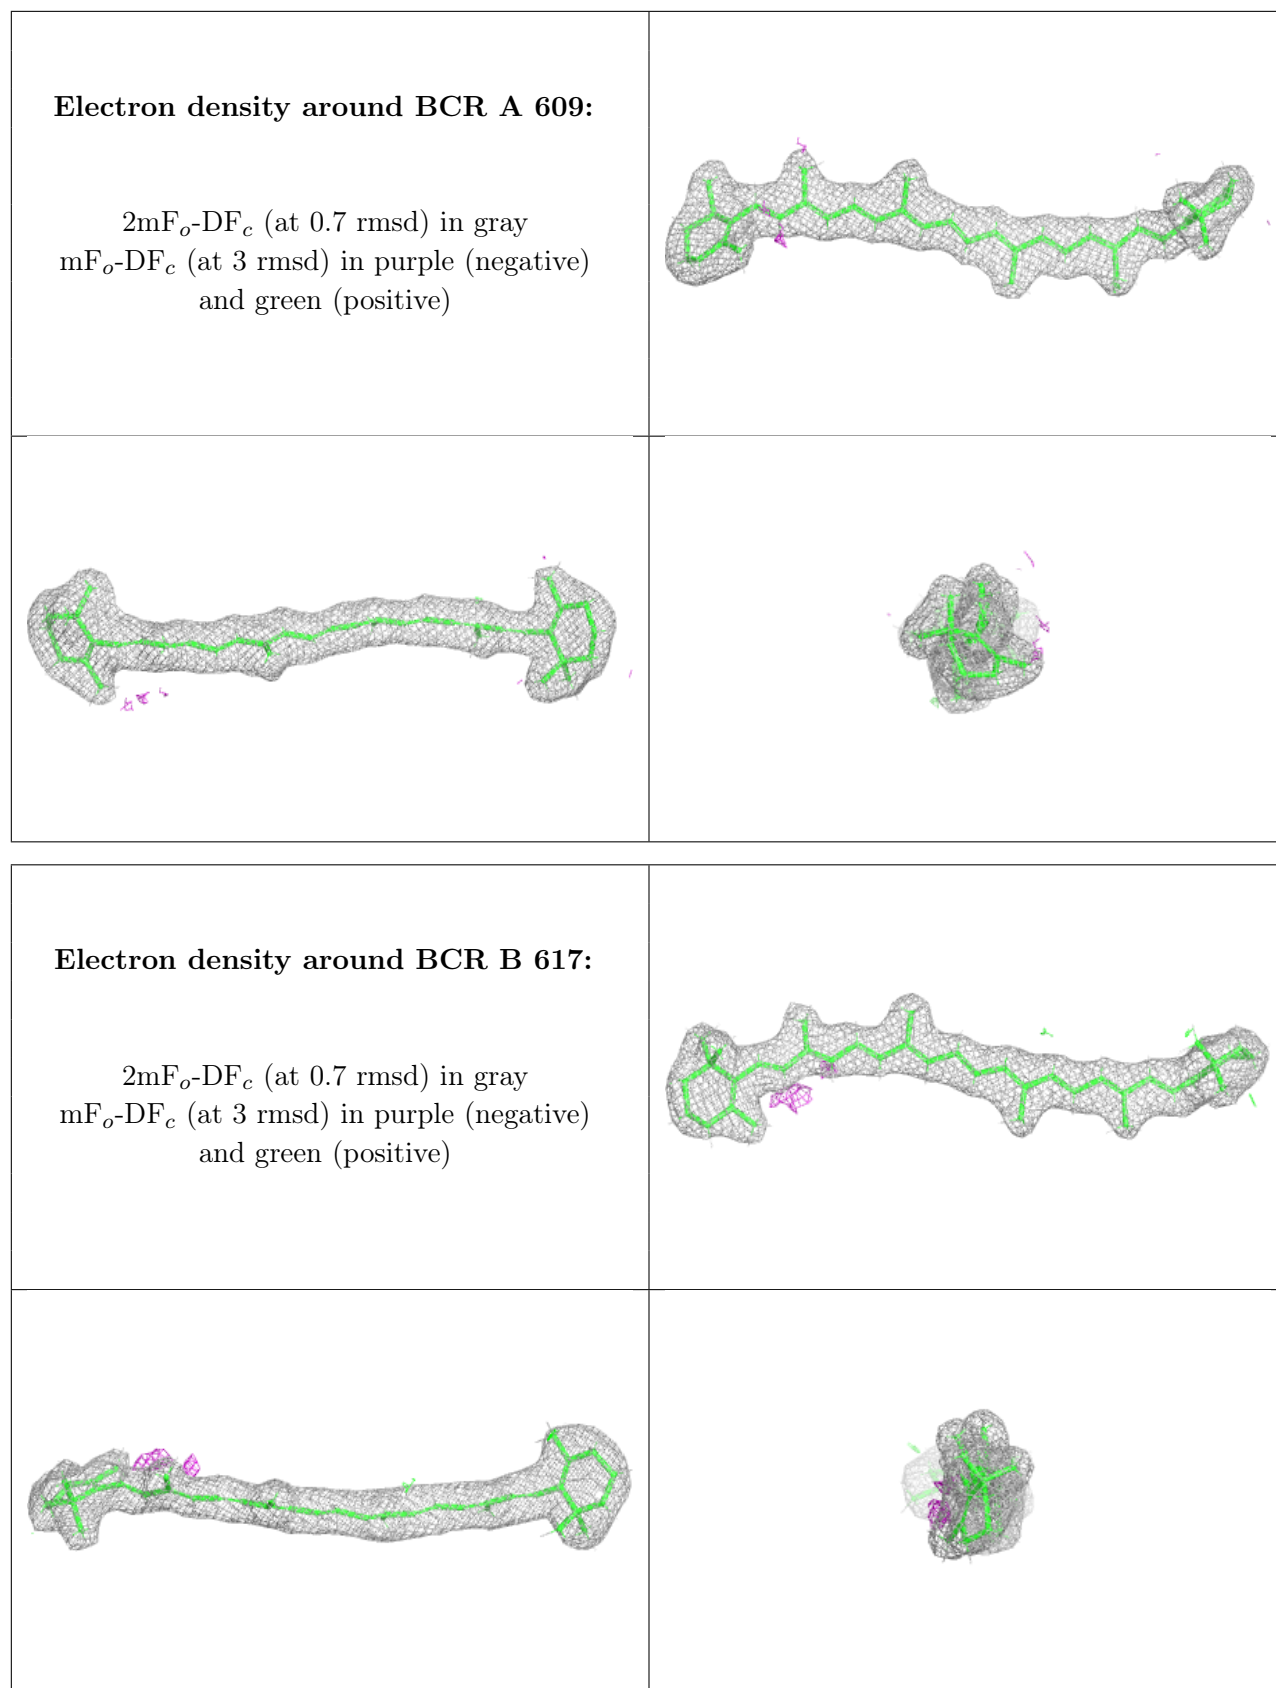 Electron density around BCR A 609:
2mFo-DFc (at 0.7 rmsd) in gray
mFo-DFc (at 3 rmsd) in purple (negative)
and green (positive)
Electron density around BCR B 617:
2mFo-DFc (at 0.7 rmsd) in gray
mFo-DFc (at 3 rmsd) in purple (negative)
and green (positive)